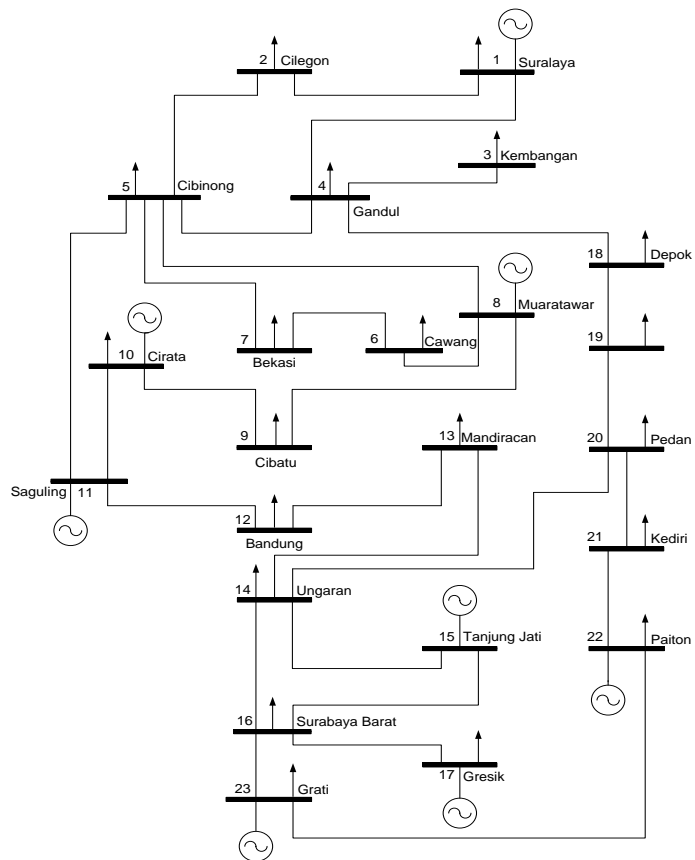 2 Cilegon
1 Suralaya
3 Kembangan
5 Cibinong
4
Gandul
18 Depok
8 Muaratawar
7
Bekasi
6 Cawang
19
10 Cirata
9
Cibatu
13 Mandiracan
20 Pedan
Saguling 11
12
Bandung
21 Kediri
14 Ungaran
15 Tanjung Jati
22 Paiton
16 Surabaya Barat
17 Gresik
23 Grati